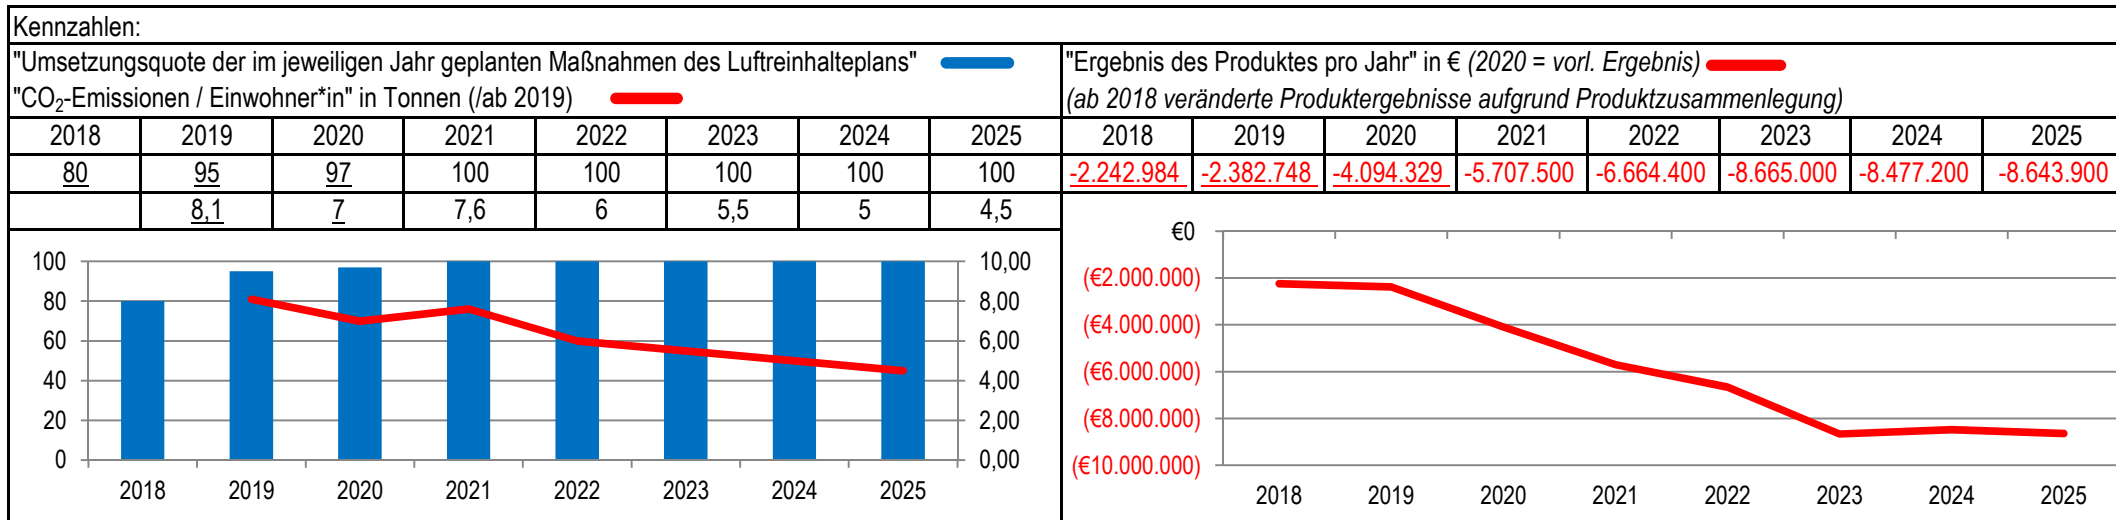 Kennzahlen:
"Umsetzungsquote der im jeweiligen Jahr geplanten Maßnahmen des Luftreinhalteplans"
"CO₂-Emissionen / Einwohner*in" in Tonnen (/ab 2019)
2018 2019 2020 2021 2022 2023 2024 2025
80 95 97 100 100 100 100 100
8,1 7 7,6 6 5,5 5 4,5
100 10,00
80 8,00
60 6,00
40 4,00
20 2,00
0 0,00
2018 2019 2020 2021 2022 2023 2024 2025
"Ergebnis des Produktes pro Jahr" in € (2020 = vorl. Ergebnis)
(ab 2018 veränderte Produktergebnisse aufgrund Produktzusammenlegung)
2018 2019 2020 2021 2022 2023 2024 2025
-2.242.984 -2.382.748 -4.094.329 -5.707.500 -6.664.400 -8.665.000 -8.477.200 -8.643.900
€0
(€2.000.000)
(€4.000.000)
(€6.000.000)
(€8.000.000)
(€10.000.000)
2018 2019 2020 2021 2022 2023 2024 2025